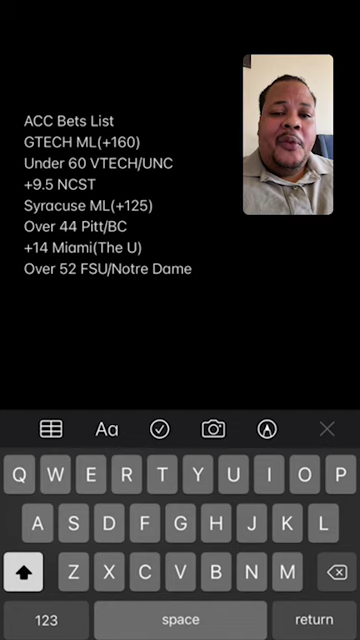 ACC Bets List
GTECH ML(+160)
Under 60 VTECH/UNC
+9.5 NCST
Syracuse ML(+125)
Over 44 Pitt/BC
+14 Miami(The U)
Over 52 FSU/Notre Dame
Aa
Q W E R T Y U I O P
A S D F G H J K L
Z X C V B N M
123 space return